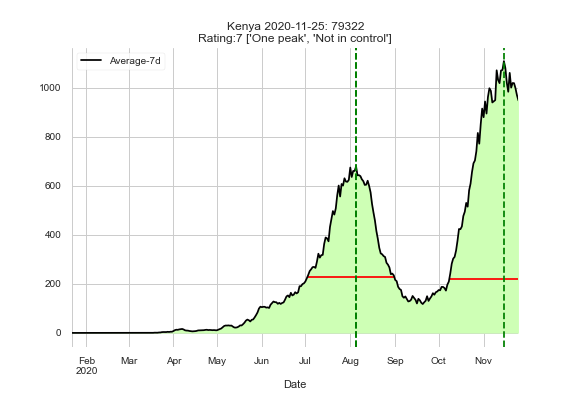 Kenya 2020-11-25: 79322
Rating:7 ['One peak', 'Not in control']
Average-7d
1000
800
600
400
200
0
Feb Mar Apr May Jun Jul Aug Sep Oct Nov
2020
Date